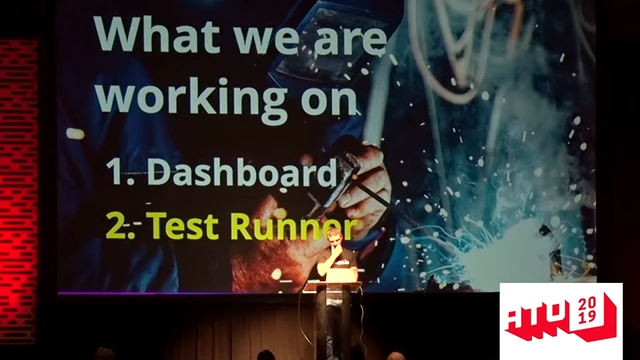 What we are
working on
1. Dashboard
2. Test Runner
ATO
20
19